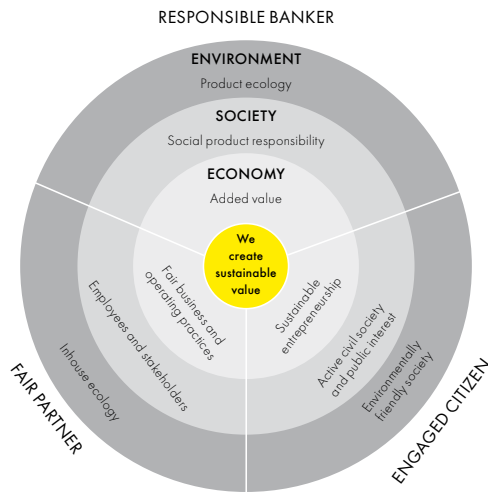 RESPONSIBLE BANKER
ENVIRONMENT
Product ecology
SOCIETY
Social product responsibility
ECONOMY
Added value
We
create
sustainable
value
Fair business and
operating practices
Employees and stakeholders
Inhouse ecology
FAIR PARTNER
Sustainable
entrepreneurship
Active civil society
and public interest
Environmentally
friendly society
ENGAGED CITIZEN